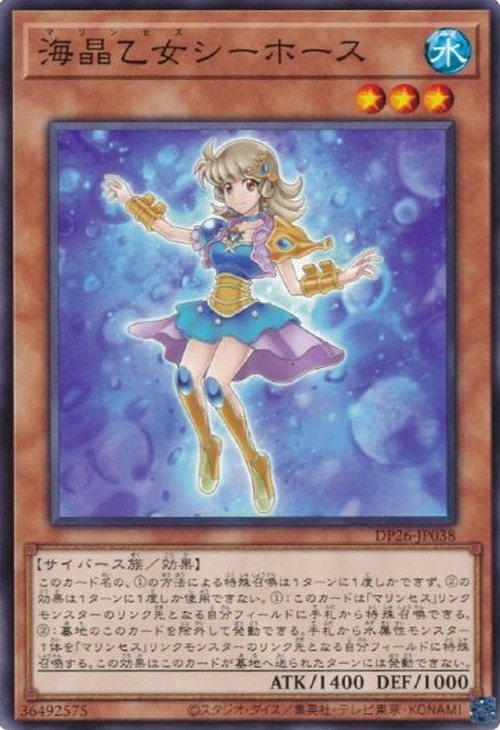 マリンセス
海晶乙女シーホース
水
DP26-JP038
【サイバース族/効果】
このカード名の、①の方法による特殊召喚は1ターンに1度しかできず、②の
効果は1ターンに1度しか使用できない。①:このカードは「マリンセス」リンク
モンスターのリンク先となる自分フィールドに手札から特殊召喚できる。
②:墓地のこのカードを除外して発動できる。手札から水属性モンスター
1体を「マリンセス」リンクモンスターのリンク先となる自分フィールドに特殊
召喚する。この効果はこのカードが墓地へ送られたターンには発動できない。
ATK/1400 DEF/1000
36492575 ©スタジオ・ダイス/集英社・テレビ東京・KONAMI